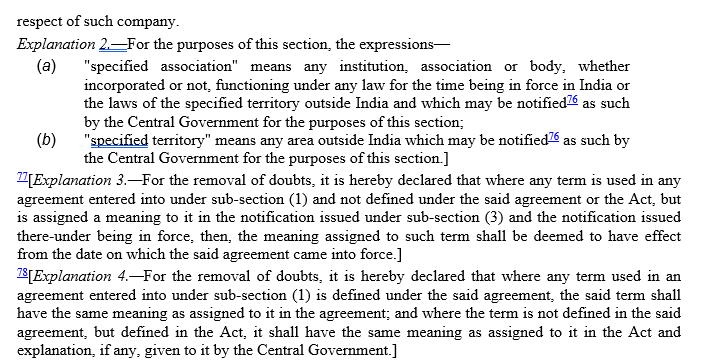 respect of such company.
Explanation 2.—For the purposes of this section, the expressions—
(a) "specified association" means any institution, association or body, whether
incorporated or not, functioning under any law for the time being in force in India or
the laws of the specified territory outside India and which may be notified76 as such
by the Central Government for the purposes of this section;
(b) "specified territory" means any area outside India which may be notified76 as such by
the Central Government for the purposes of this section.]
77[Explanation 3.—For the removal of doubts, it is hereby declared that where any term is used in any
agreement entered into under sub-section (1) and not defined under the said agreement or the Act, but
is assigned a meaning to it in the notification issued under sub-section (3) and the notification issued
there-under being in force, then, the meaning assigned to such term shall be deemed to have effect
from the date on which the said agreement came into force.]
78[Explanation 4.—For the removal of doubts, it is hereby declared that where any term used in an
agreement entered into under sub-section (1) is defined under the said agreement, the said term shall
have the same meaning as assigned to it in the agreement; and where the term is not defined in the said
agreement, but defined in the Act, it shall have the same meaning as assigned to it in the Act and
explanation, if any, given to it by the Central Government.]